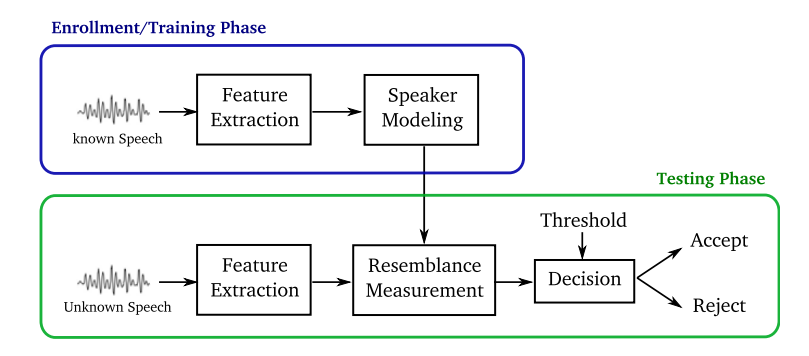 Enrollment/Training Phase
Feature
Extraction
Speaker
Modeling
known Speech
Testing Phase
Threshold
Accept
Feature
Extraction
Resemblance
Measurement
Decision
Unknown Speech
Reject